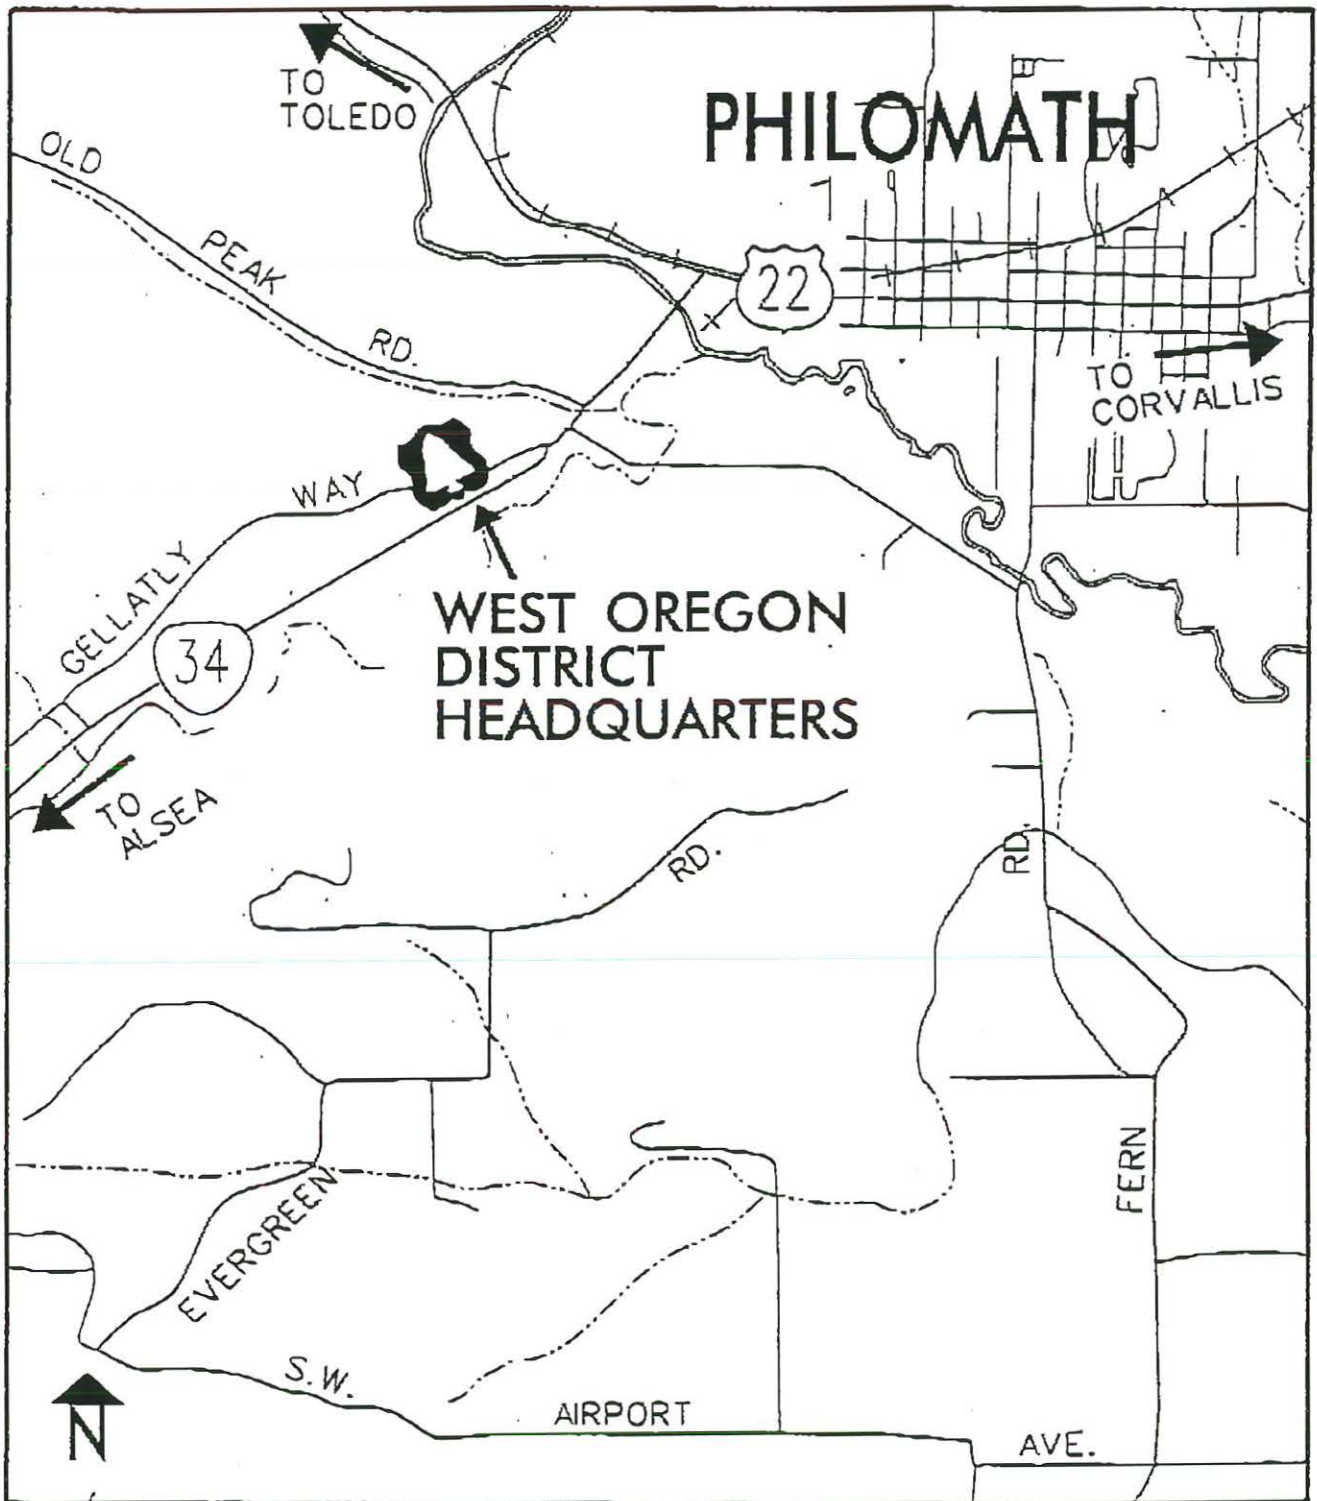 TO
TOLEDO
PHILOMATH
OLD
PEAK
RD.
22
TO
CORVALLIS
WAY
GELLATLY
34
WEST OREGON
DISTRICT
HEADQUARTERS
TO
ALSEA
RD.
RD.
FERN
EVERGREEN
S.W.
AIRPORT
AVE.
N